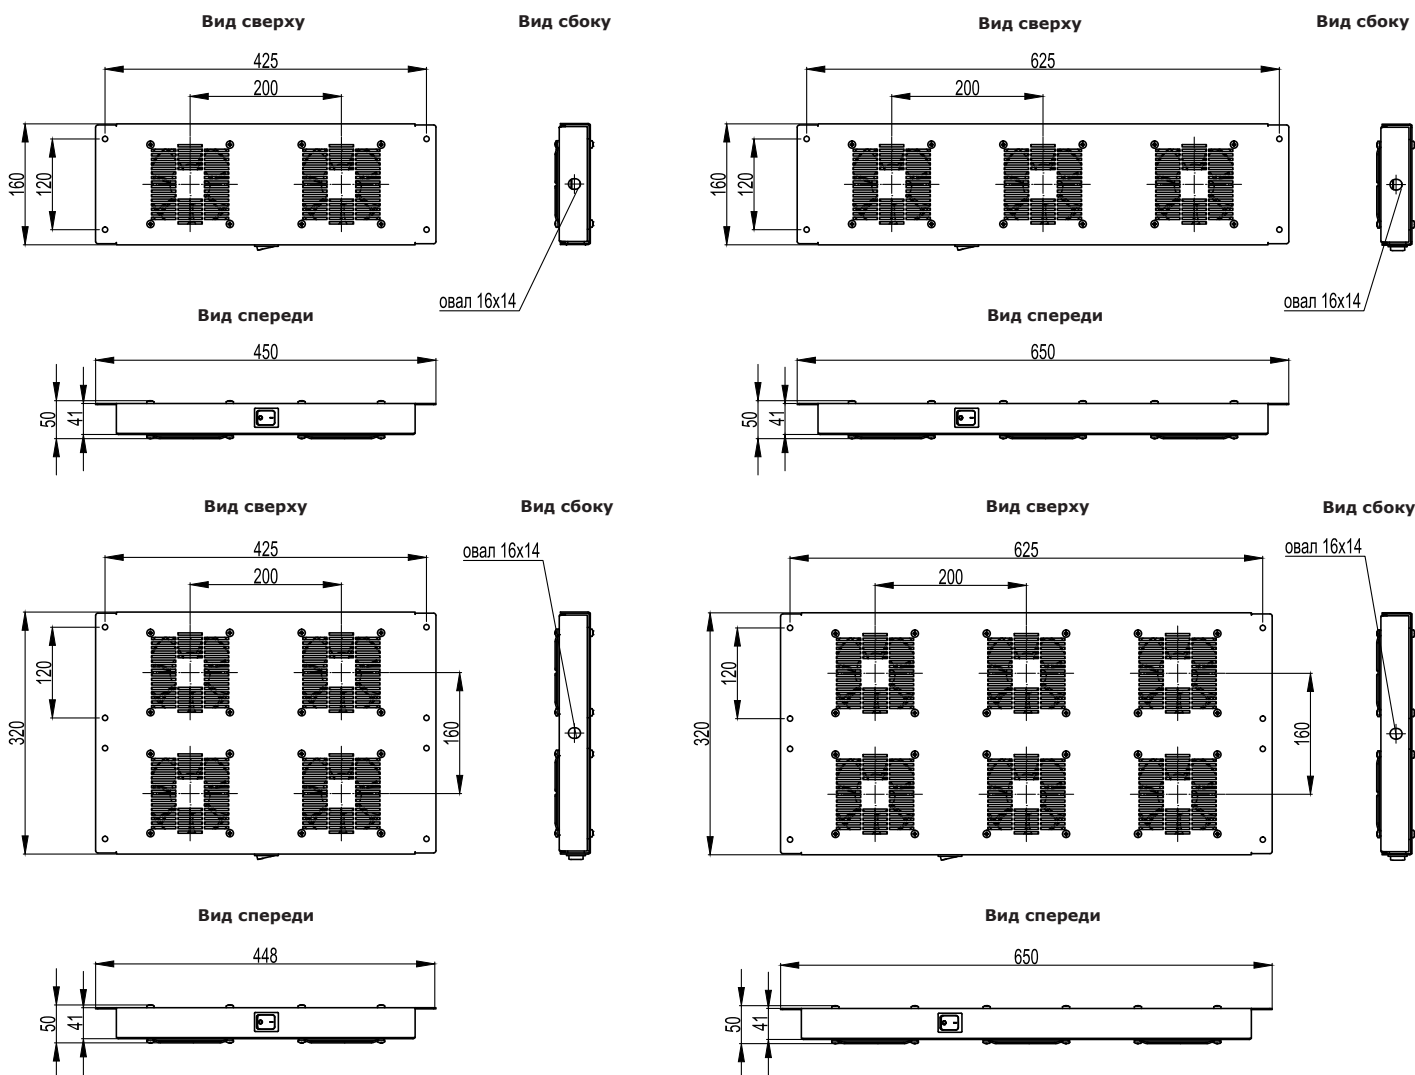 Вид сверху
Вид сбоку
425
200
160
120
овал 16x14
Вид спереди
450
50
41
Вид сверху
Вид сбоку
625
200
160
120
овал 16x14
Вид спереди
650
50
41
Вид сверху
Вид сбоку
425
овал 16x14
200
120
320
160
Вид спереди
448
50
41
Вид сверху
Вид сбоку
625
овал 16x14
200
120
320
160
Вид спереди
650
50
41